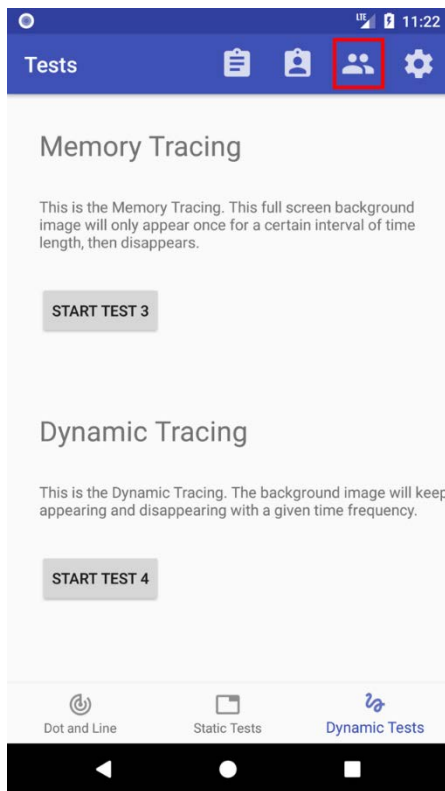 LTE 11:22
Tests
Memory Tracing
This is the Memory Tracing. This full screen background
image will only appear once for a certain interval of time
length, then disappears.
START TEST 3
Dynamic Tracing
This is the Dynamic Tracing. The background image will keep
appearing and disappearing with a given time frequency.
START TEST 4
Dot and Line Static Tests Dynamic Tests